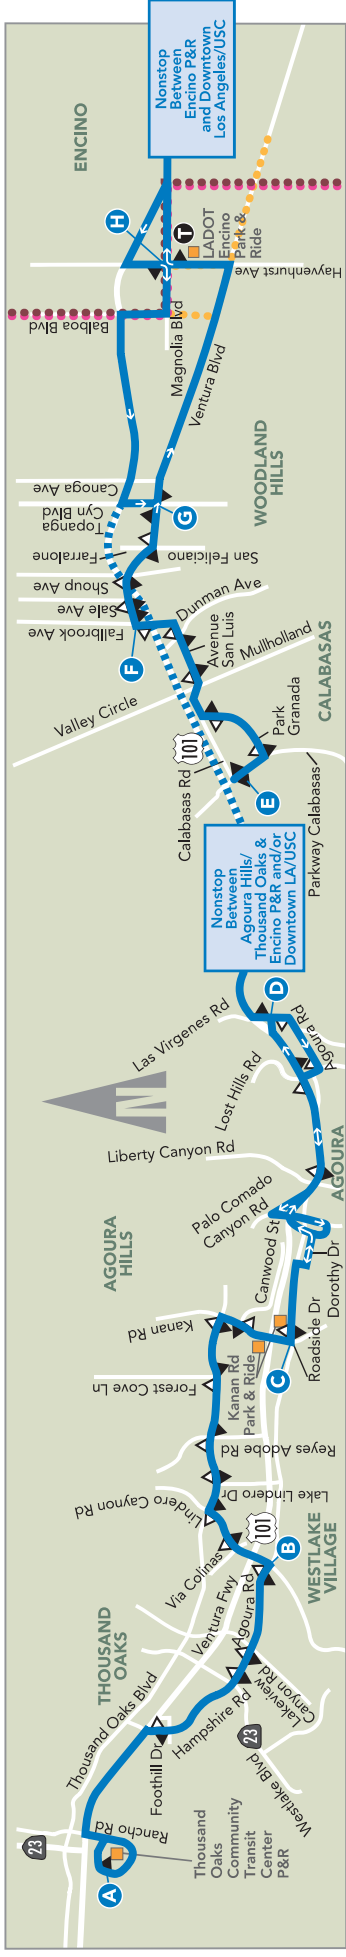 23
Rancho Rd
A
Thousand
Oaks
Community
Transit
Center
P&R
Thousand Oaks Blvd
THOUSAND
OAKS
Foothill Dr
Hampshire Rd
Ventura Fwy
23
Westlake Blvd
Lakeview
Canyon Rd
Agoura Rd
B
101
WESTLAKE
VILLAGE
Via Colinas
Lindero Caynon Rd
Lake Lindero Dr
Reyes Adobe Rd
Forest Cove Ln
Kanan Rd
Kanan Rd
Park & Ride
C
Roadside Dr
Dorothy Dr
AGOURA
HILLS
Canwood St
Palo Comado
Canyon Rd
AGOURA
Liberty Canyon Rd
Lost Hills Rd
Agoura Rd
Las Virgenes Rd
D
N
Nonstop
Between
Agoura Hills/
Thousand Oaks &
Encino P&R and/or
Downtown LA/USC
Parkway Calabasas
E
Calabasas Rd
101
Park
Granada
CALABASAS
Valley Circle
Mulholland
Avenue
San Luis
Dunman Ave
F
Fallbrook Ave
Sale Ave
Shoup Ave
Farralone
San Feliciano
Topanga
Cyn Blvd
Canoga Ave
G
WOODLAND
HILLS
Ventura Blvd
Magnolia Blvd
Balboa Blvd
Hayvenhurst Ave
H
T
LADOT
Encino
Park &
Ride
ENCINO
Nonstop
Between
Encino P&R
and Downtown
Los Angeles/USC